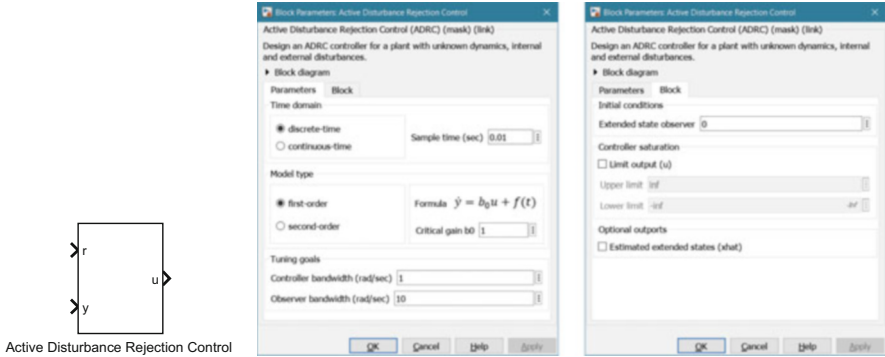 r
u
y
Active Disturbance Rejection Control
Block Parameters: Active Disturbance Rejection Control
Active Disturbance Rejection Control (ADRC) (mask) (link)
Design an ADRC controller for a plant with unknown dynamics, internal
and external disturbances.
Block diagram
Parameters Block
Time domain
discrete-time
continuous-time
Sample time (sec) 0.01
Model type
first-order
second-order
Formula ẏ = b₀u + f(t)
Critical gain b0 1
Tuning goals
Controller bandwidth (rad/sec) 1
Observer bandwidth (rad/sec) 10
OK Cancel Help Apply
Block Parameters: Active Disturbance Rejection Control
Active Disturbance Rejection Control (ADRC) (mask) (link)
Design an ADRC controller for a plant with unknown dynamics, internal
and external disturbances.
Block diagram
Parameters Block
Initial conditions
Extended state observer 0
Controller saturation
Limit output (u)
Upper limit inf
Lower limit -inf -inf
Optional outports
Estimated extended states (xhat)
OK Cancel Help Apply